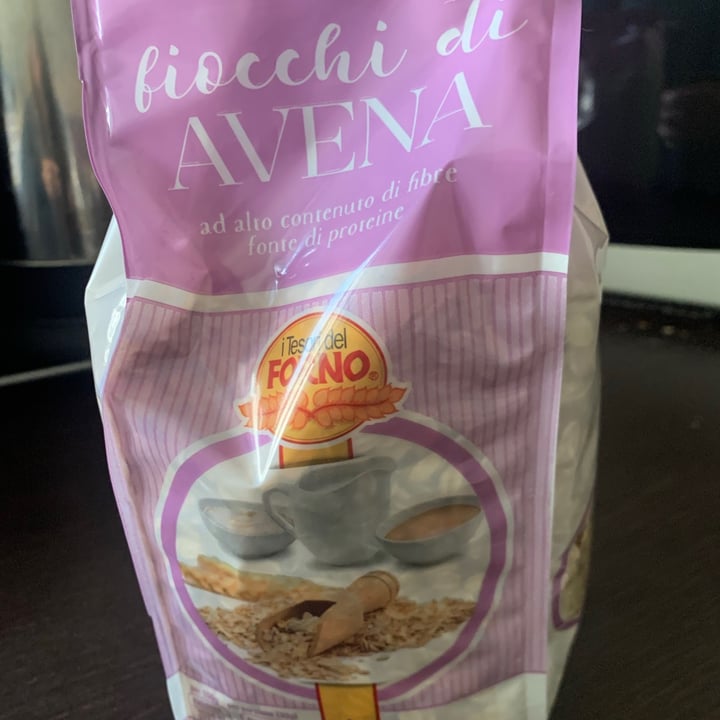 fiocchi di
AVENA
ad alto contenuto di fibre
fonte di proteine
i Tesori del
FORNO®